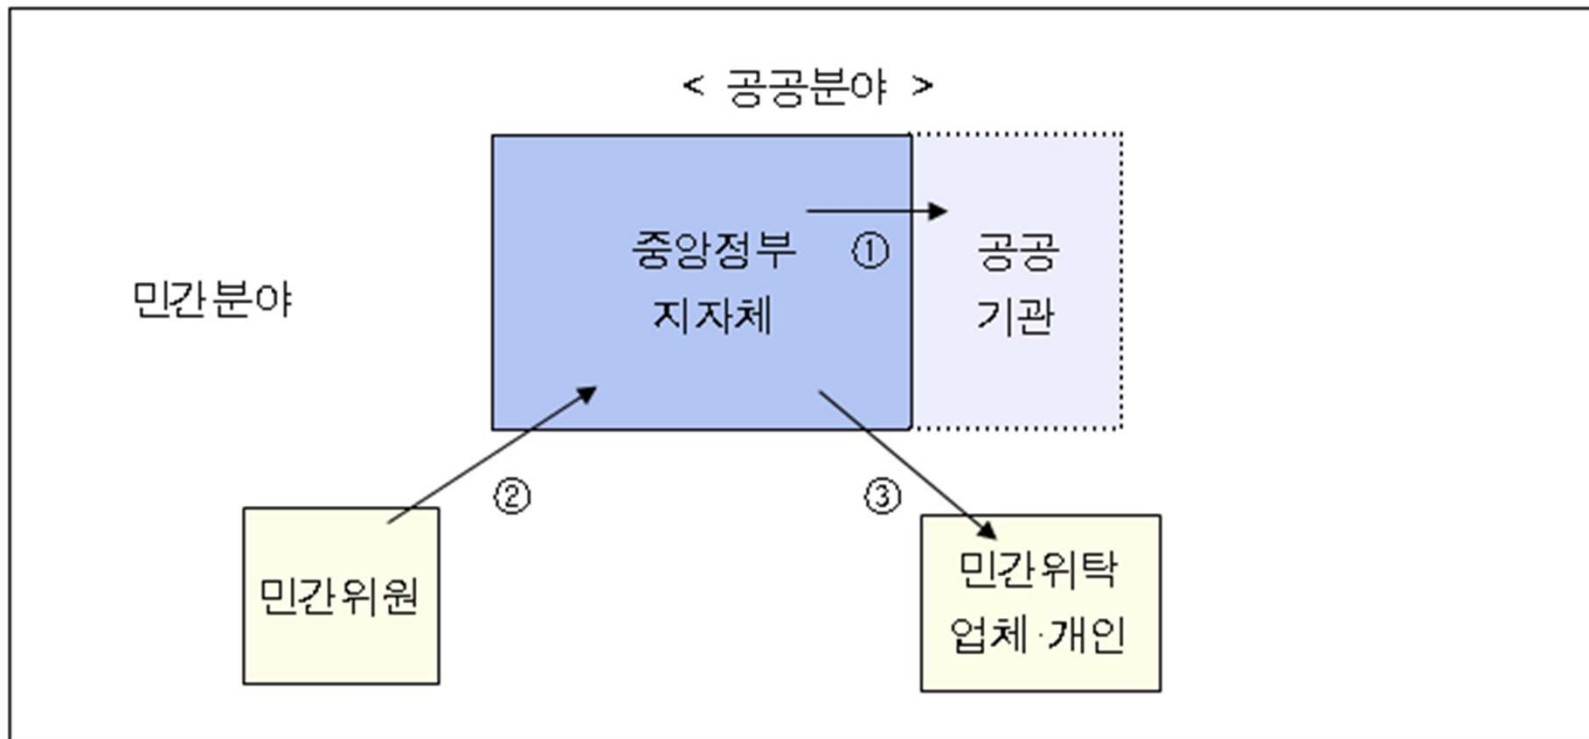 < 공공분야 >
중앙정부
지자체
①
공공
기관
민간분야
②
③
민간위원
민간위탁
업체·개인